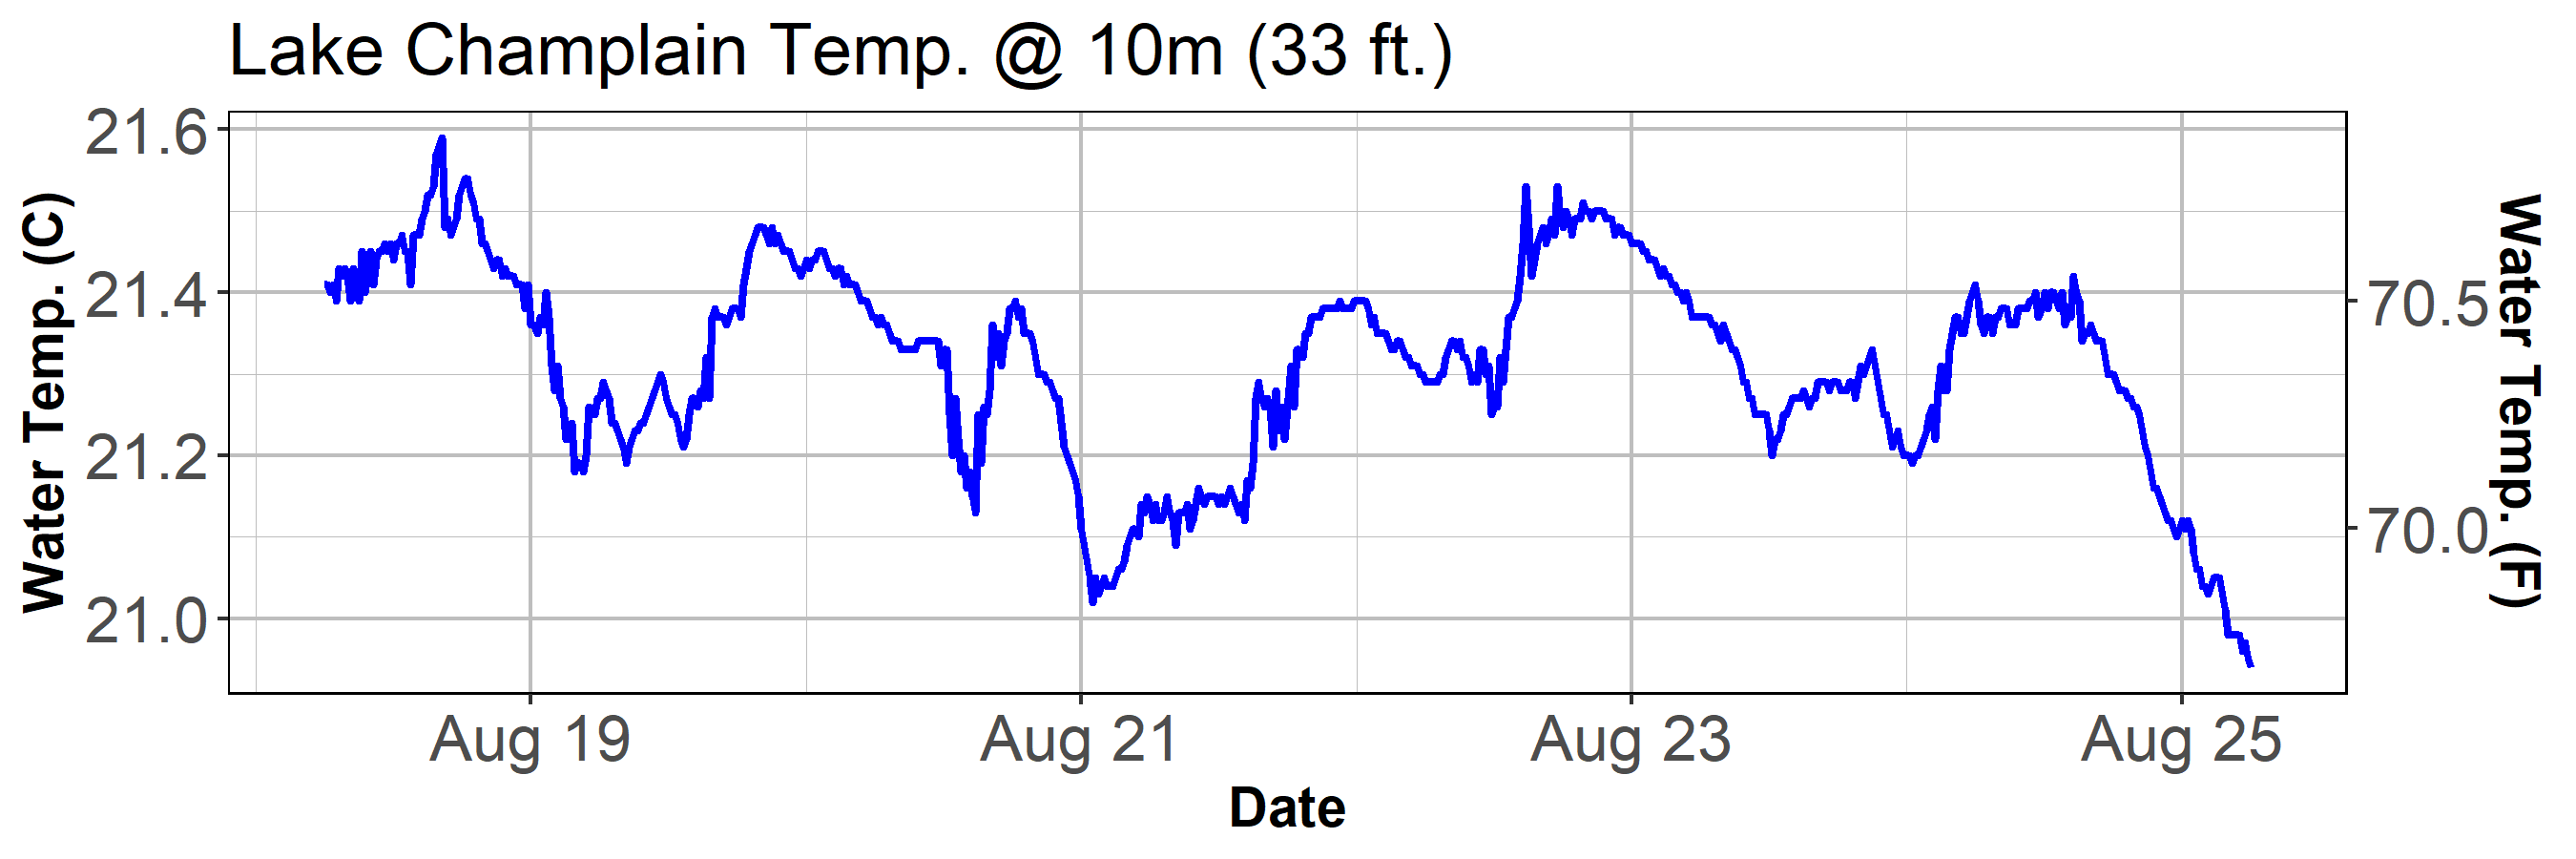 Lake Champlain Temp. @ 10m (33 ft.)
Water Temp. (C)
21.6
21.4
21.2
21.0
70.5
70.0
Water Temp. (F)
Aug 19
Aug 21
Aug 23
Aug 25
Date